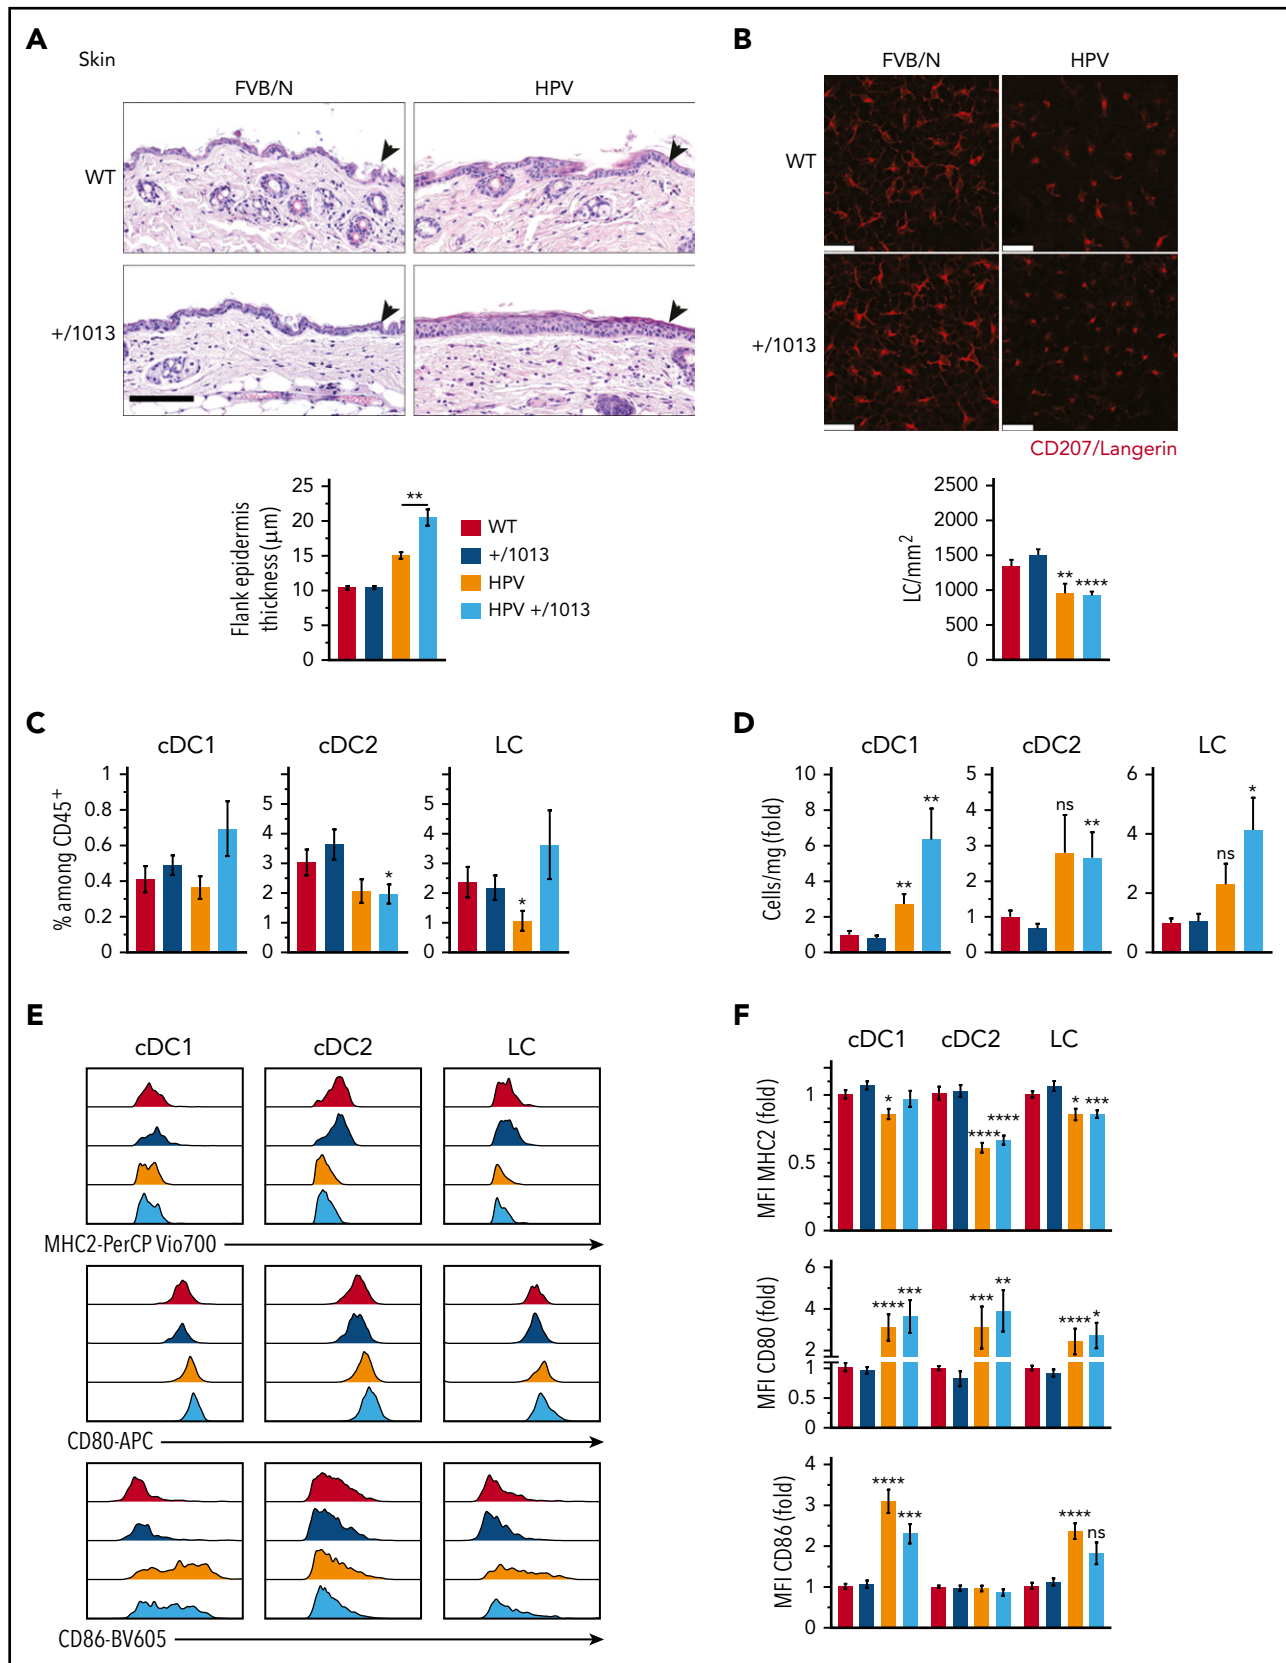 A
Skin
FVB/N
HPV
WT
+/1013
25
20
15
10
5
0
Flank epidermis
thickness (μm)
**
WT
+/1013
HPV
HPV +/1013
B
FVB/N
HPV
WT
+/1013
CD207/Langerin
2500
2000
1500
1000
500
0
LC/mm²
**
****
C
cDC1
cDC2
LC
% among CD45⁺
1
0.8
0.6
0.4
0.2
0
5
4
3
2
1
0
*
5
4
3
2
1
0
*
D
cDC1
cDC2
LC
Cells/mg (fold)
10
8
6
4
2
0
**
**
5
4
3
2
1
0
ns
**
6
4
2
0
ns
*
E
cDC1
cDC2
LC
MHC2-PerCP Vio700
CD80-APC
CD86-BV605
F
cDC1
cDC2
LC
MFI MHC2 (fold)
1
0.5
0
*
****
****
*
***
MFI CD80 (fold)
6
4
2
1
0.5
0
****
***
***
**
****
*
MFI CD86 (fold)
4
3
2
1
0
****
***
****
ns